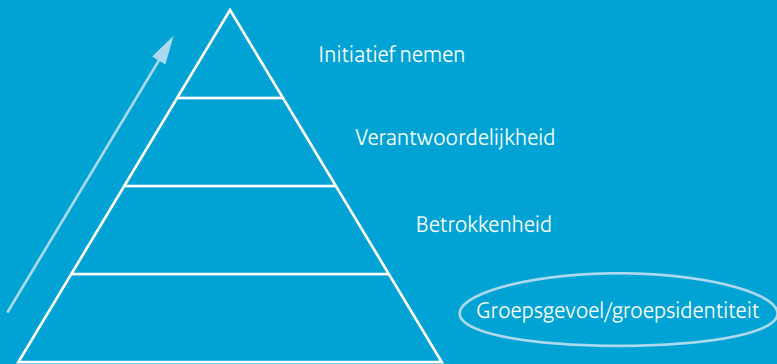 Initiatief nemen
Verantwoordelijkheid
Betrokkenheid
Groepsgevoel/groepsidentiteit